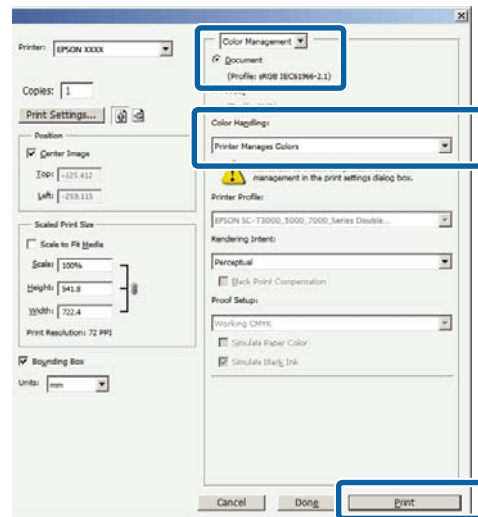 Printer: EPSON XXXX
Copies: 1
Print Settings...
Position
Center Image
Top: -125.412
Left: -259.115
Scaled Print Size
Scale to Fit Media
Scale: 100%
Height: 541.8
Width: 722.4
Print Resolution: 72 PPI
Bounding Box
Units: mm
Color Management
Document
(Profile: sRGB IEC61966-2.1)
Color Handling:
Printer Manages Colors
management in the print settings dialog box.
Printer Profile:
EPSON SC-T3000_5000_7000_Series Double...
Rendering Intent:
Perceptual
Black Point Compensation
Proof Setup:
Working CMYK
Simulate Paper Color
Simulate Black Ink
Cancel
Done
Print